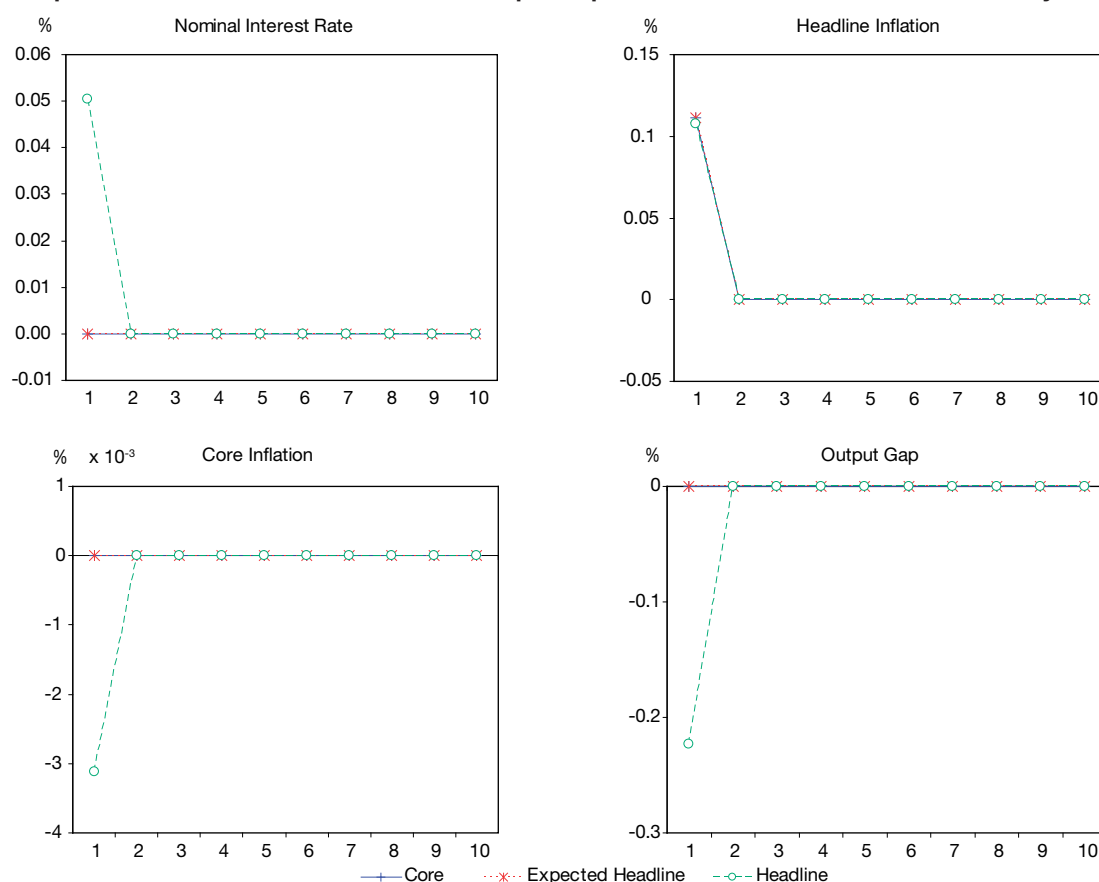 % Nominal Interest Rate
0.06
0.05
0.04
0.03
0.02
0.01
0.00
-0.01
1 2 3 4 5 6 7 8 9 10
% Headline Inflation
0.15
0.1
0.05
0
-0.05
1 2 3 4 5 6 7 8 9 10
% x 10-3 Core Inflation
1
0
-1
-2
-3
-4
1 2 3 4 5 6 7 8 9 10
% Output Gap
0
-0.1
-0.2
-0.3
1 2 3 4 5 6 7 8 9 10
Core Expected Headline Headline